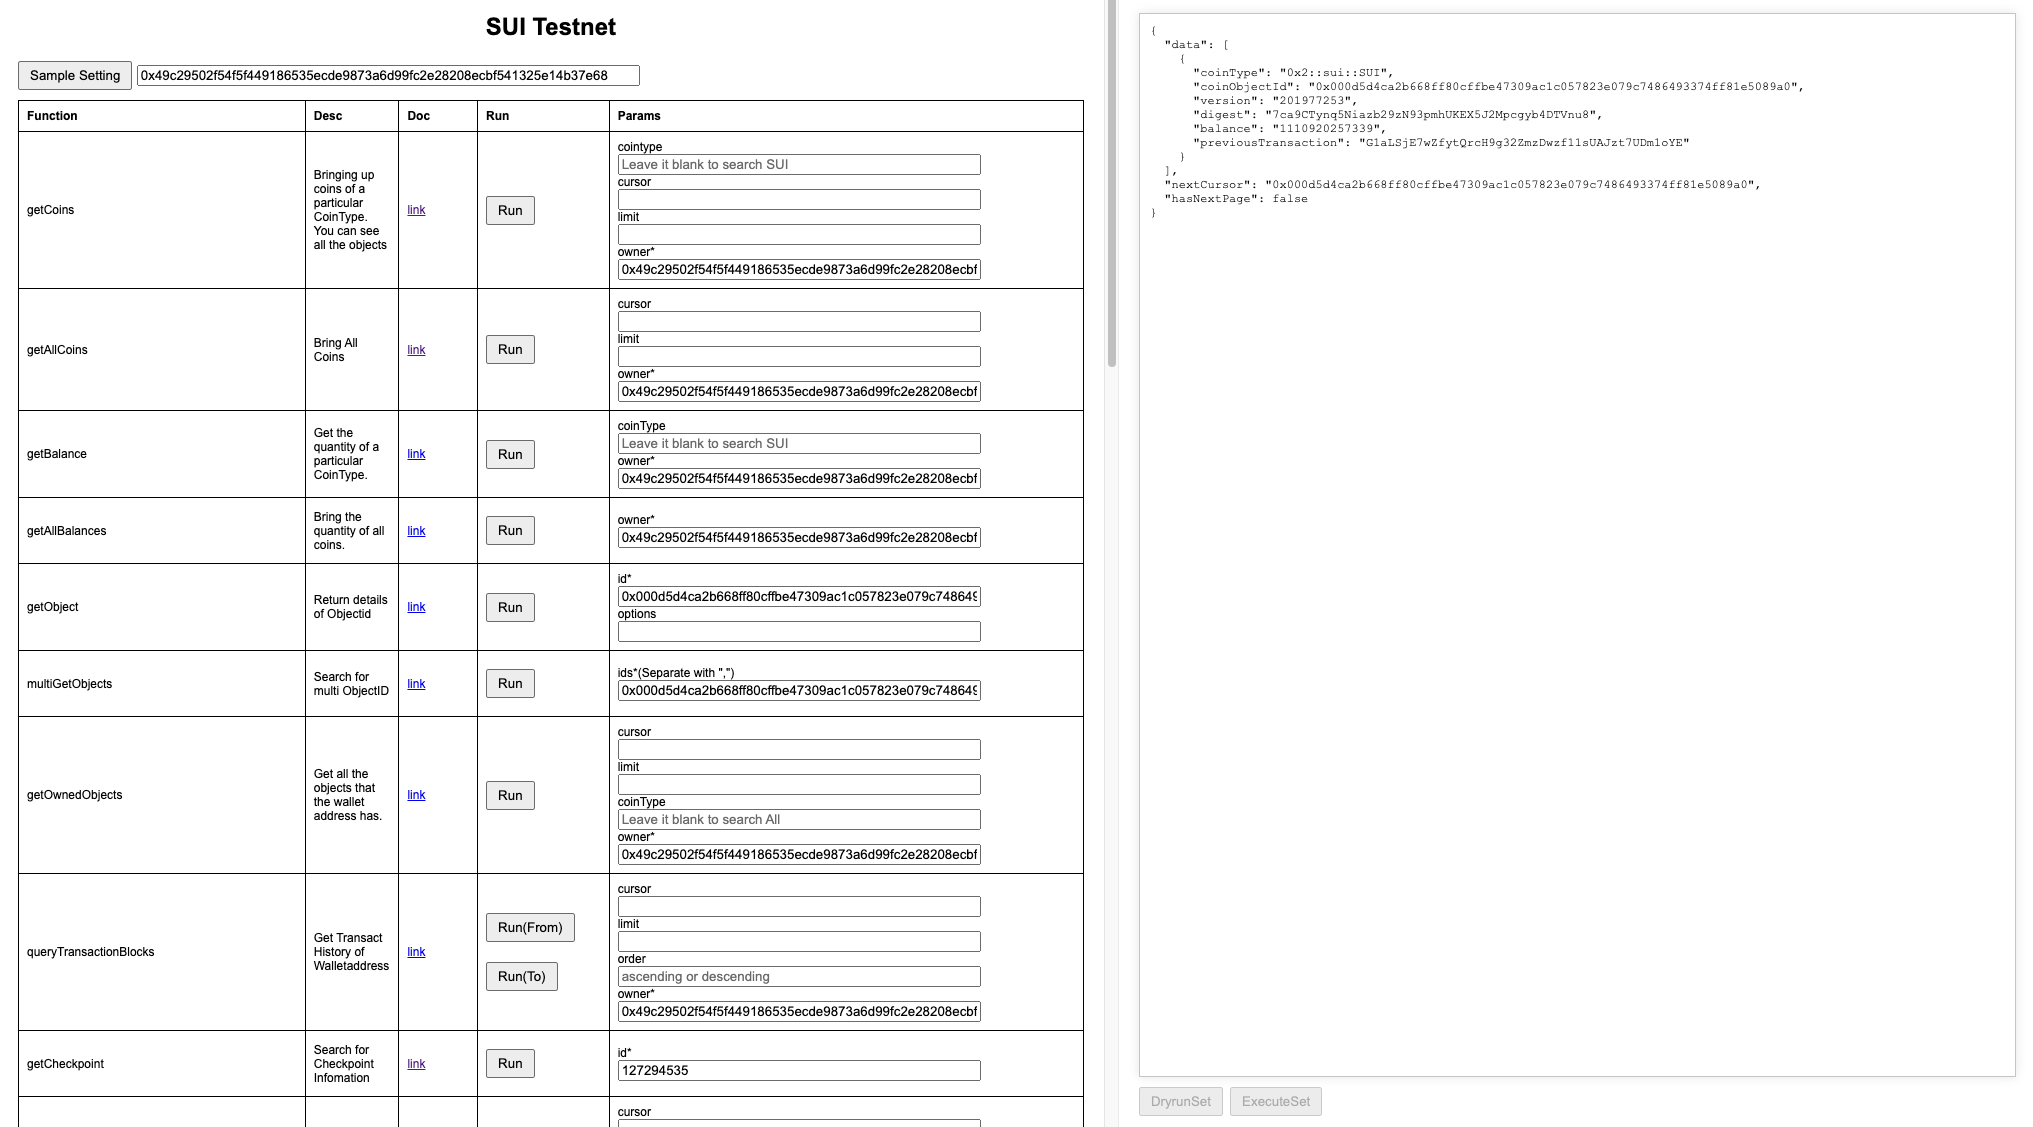 SUI Testnet
Sample Setting 0x49c29502f54f5f449186535ecde9873a6d99fc2e28208ecbf541325e14b37e68
Function Desc Doc Run Params
getCoins
Bringing up
coins of a
particular
CoinType.
You can see
all the objects
link
Run
cointype
Leave it blank to search SUI
cursor
limit
owner*
0x49c29502f54f5f449186535ecde9873a6d99fc2e28208ecbf
getAllCoins
Bring All
Coins
link
Run
cursor
limit
owner*
0x49c29502f54f5f449186535ecde9873a6d99fc2e28208ecbf
getBalance
Get the
quantity of a
particular
CoinType.
link
Run
coinType
Leave it blank to search SUI
owner*
0x49c29502f54f5f449186535ecde9873a6d99fc2e28208ecbf
getAllBalances
Bring the
quantity of all
coins.
link
Run
owner*
0x49c29502f54f5f449186535ecde9873a6d99fc2e28208ecbf
getObject
Return details
of Objectid
link
Run
id*
0x000d5d4ca2b668ff80cffbe47309ac1c057823e079c748649
options
multiGetObjects
Search for
multi ObjectID
link
Run
ids*(Separate with ",")
0x000d5d4ca2b668ff80cffbe47309ac1c057823e079c748649
getOwnedObjects
Get all the
objects that
the wallet
address has.
link
Run
cursor
limit
coinType
Leave it blank to search All
owner*
0x49c29502f54f5f449186535ecde9873a6d99fc2e28208ecbf
queryTransactionBlocks
Get Transact
History of
Walletaddress
link
Run(From)
Run(To)
cursor
limit
order
ascending or descending
owner*
0x49c29502f54f5f449186535ecde9873a6d99fc2e28208ecbf
getCheckpoint
Search for
Checkpoint
Infomation
link
Run
id*
127294535
cursor
{
"data": [
{
"coinType": "0x2::sui::SUI",
"coinObjectId": "0x000d5d4ca2b668ff80cffbe47309ac1c057823e079c7486493374ff81e5089a0",
"version": "201977253",
"digest": "7ca9CTynq5Niazb29zN93pmhUKEX5J2Mpcgyb4DTVnu8",
"balance": "1110920257339",
"previousTransaction": "G1aLSjE7wZfytQrcH9g32ZmzDwzf11sUAJzt7UDm1oYE"
}
],
"nextCursor": "0x000d5d4ca2b668ff80cffbe47309ac1c057823e079c7486493374ff81e5089a0",
"hasNextPage": false
}
DryrunSet ExecuteSet